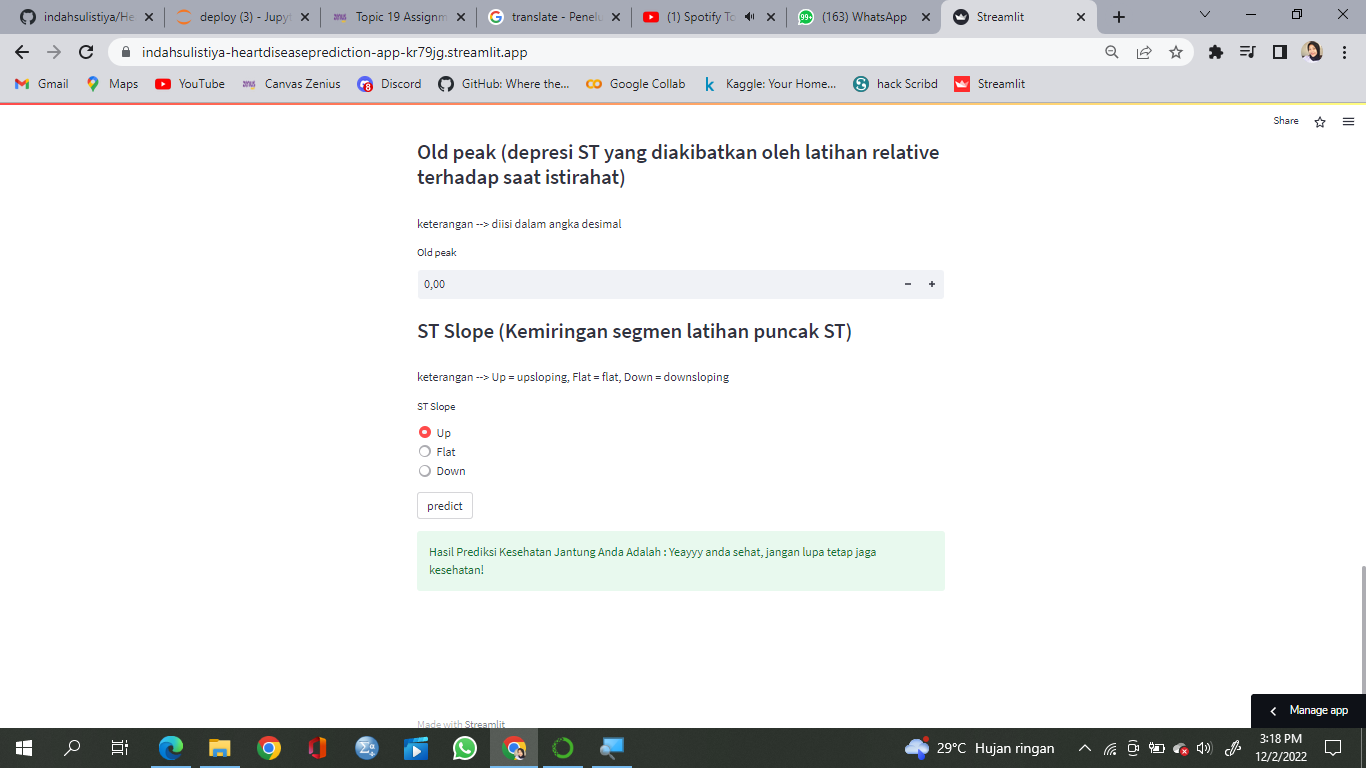 indahsulistiya/He
deploy (3) - Jupyt
Topic 19 Assignm
translate - Penelu
(1) Spotify To
(163) WhatsApp
Streamlit
indahsulistiya-heartdiseaseprediction-app-kr79jg.streamlit.app
Gmail
Maps
YouTube
Canvas Zenius
Discord
GitHub: Where the...
Google Collab
Kaggle: Your Home...
hack Scribd
Streamlit
Share
Old peak (depresi ST yang diakibatkan oleh latihan relative
terhadap saat istirahat)
keterangan --> diisi dalam angka desimal
Old peak
0,00
ST Slope (Kemiringan segmen latihan puncak ST)
keterangan --> Up = upsloping, Flat = flat, Down = downsloping
ST Slope
Up
Flat
Down
predict
Hasil Prediksi Kesehatan Jantung Anda Adalah : Yeayyy anda sehat, jangan lupa tetap jaga
kesehatan!
Made with Streamlit
Manage app
29°C Hujan ringan
3:18 PM
12/2/2022